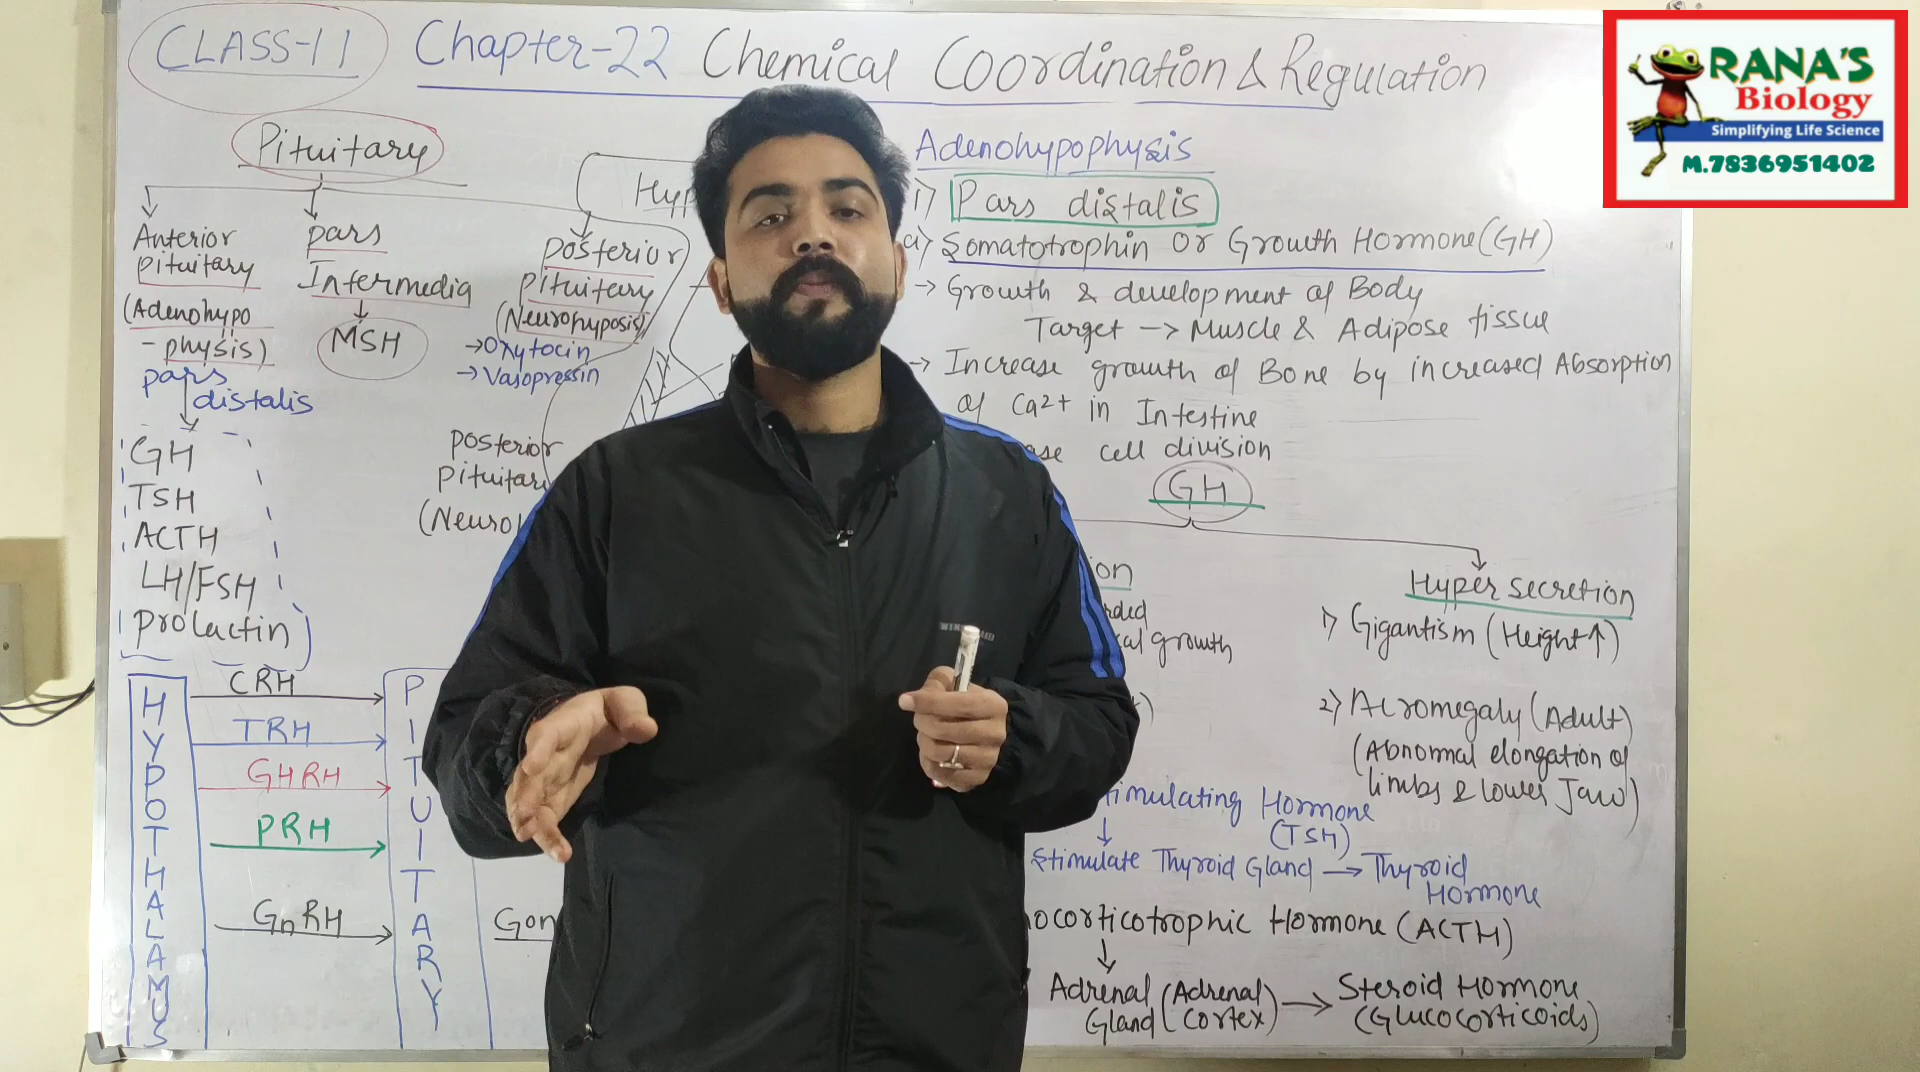 CLASS-11 Chapter-22 Chemical Coordination & Regulation
RANA'S
Biology
Simplifying Life Science
M.7836951402
Pituitary
Anterior
pituitary
(Adenohypo
-physis)
pars
distalis
GH
TSH
ACTH
LH/FSH
prolactin
pars
Intermedia
MSH
posterior
pituitary
(Neurohyposis)
→Oxytocin
→Vasopressin
posterior
HYPOTHALAMUS
CRH
TRH
GHRH
PRH
GnRH
PITUITARY
Adenohypophysis
1) Pars distalis
a) Somatotrophin or Growth Hormone (GH)
→ Growth & development of Body
Target → Muscle & Adipose tissue
→ Increase growth of Bone by increased Absorption
of Ca2+ in Intestine
cell division
GH
growth
Hyper secretion
1) Gigantism (Height↑)
2) Acromegaly (Adult)
(Abnormal elongation of
limbs & lower Jaw)
timulating Hormone
(TSH)
↓
Stimulate Thyroid Gland → Thyroid
Hormone
ocorticotrophic Hormone (ACTH)
↓
Adrenal (Adrenal → Steroid Hormone
Gland cortex) (Glucocorticoids)